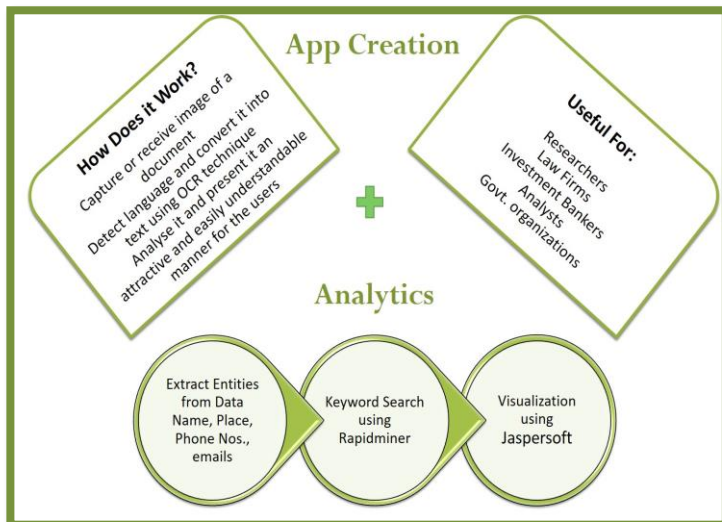 App Creation
How Does it Work?
Capture or receive image of a
document
Detect language and convert it into
text using OCR technique
Analyse it and present it an
attractive and easily understandable
manner for the users
Useful For:
Researchers
Law Firms
Investment Bankers
Analysts
Govt. organizations
Analytics
Extract Entities
from Data
Name, Place,
Phone Nos.,
emails
Keyword Search
using
Rapidminer
Visualization
using
Jaspersoft